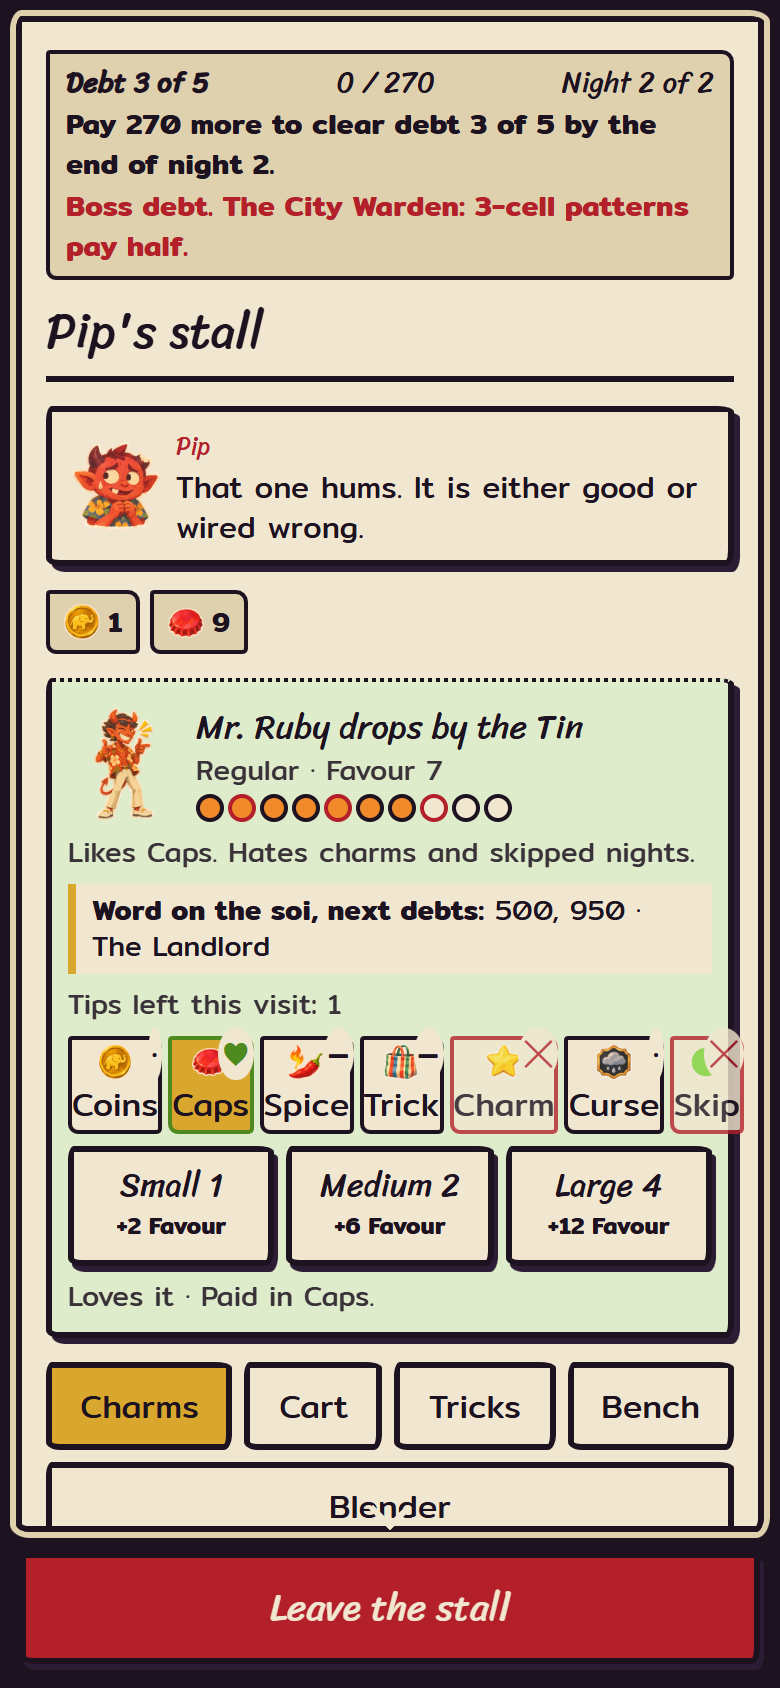 Debt 3 of 5 0 / 270 Night 2 of 2
Pay 270 more to clear debt 3 of 5 by the
end of night 2.
Boss debt. The City Warden: 3-cell patterns
pay half.
Pip's stall
Pip
That one hums. It is either good or
wired wrong.
1 9
Mr. Ruby drops by the Tin
Regular · Favour 7
Likes Caps. Hates charms and skipped nights.
Word on the soi, next debts: 500, 950 ·
The Landlord
Tips left this visit: 1
Coins Caps Spice Trick Charm Curse Skip
Small 1 Medium 2 Large 4
+2 Favour +6 Favour +12 Favour
Loves it · Paid in Caps.
Charms Cart Tricks Bench
Blender
Leave the stall